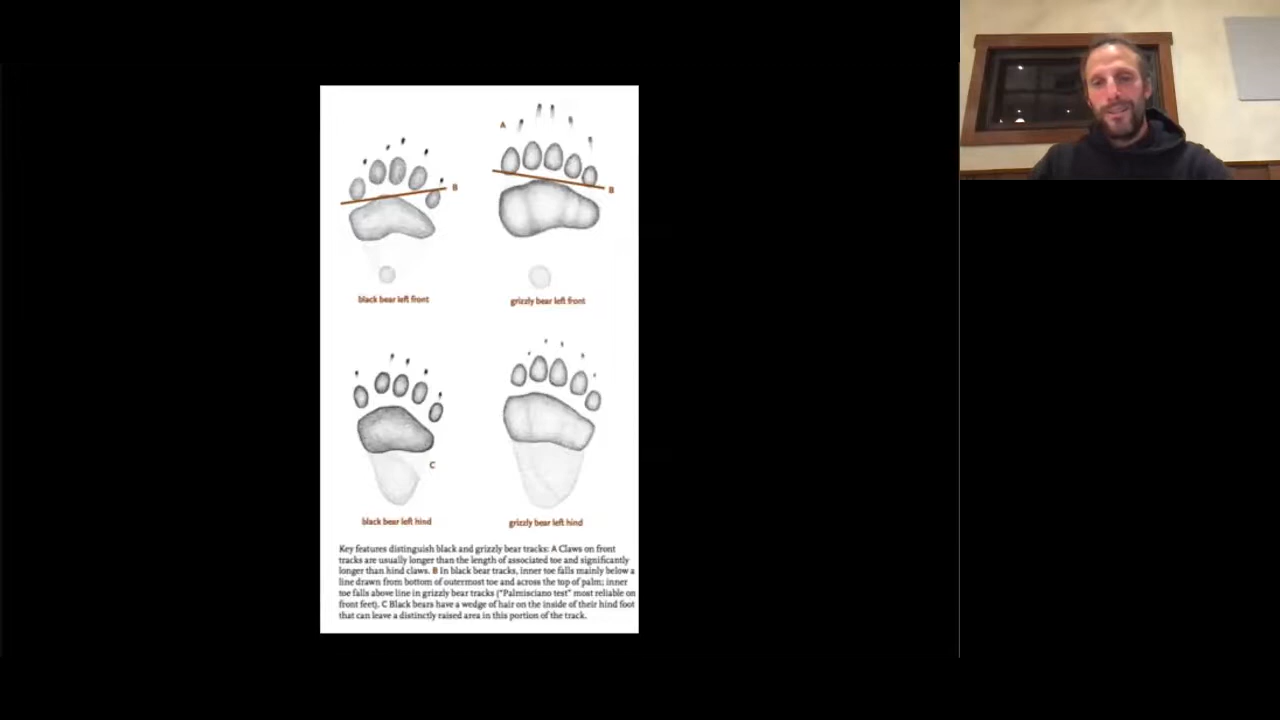 A
B
B
black bear left front
grizzly bear left front
C
black bear left hind
grizzly bear left hind
Key features distinguish black and grizzly bear tracks: A Claws on front
tracks are usually longer than the length of associated toe and significantly
longer than hind claws. B In black bear tracks, inner toe falls mainly below a
line drawn from bottom of outermost toe and across the top of palm; inner
toe falls above line in grizzly bear tracks ("Palmisciano test" most reliable on
front feet). C Black bears have a wedge of hair on the inside of their hind foot
that can leave a distinctly raised area in this portion of the track.